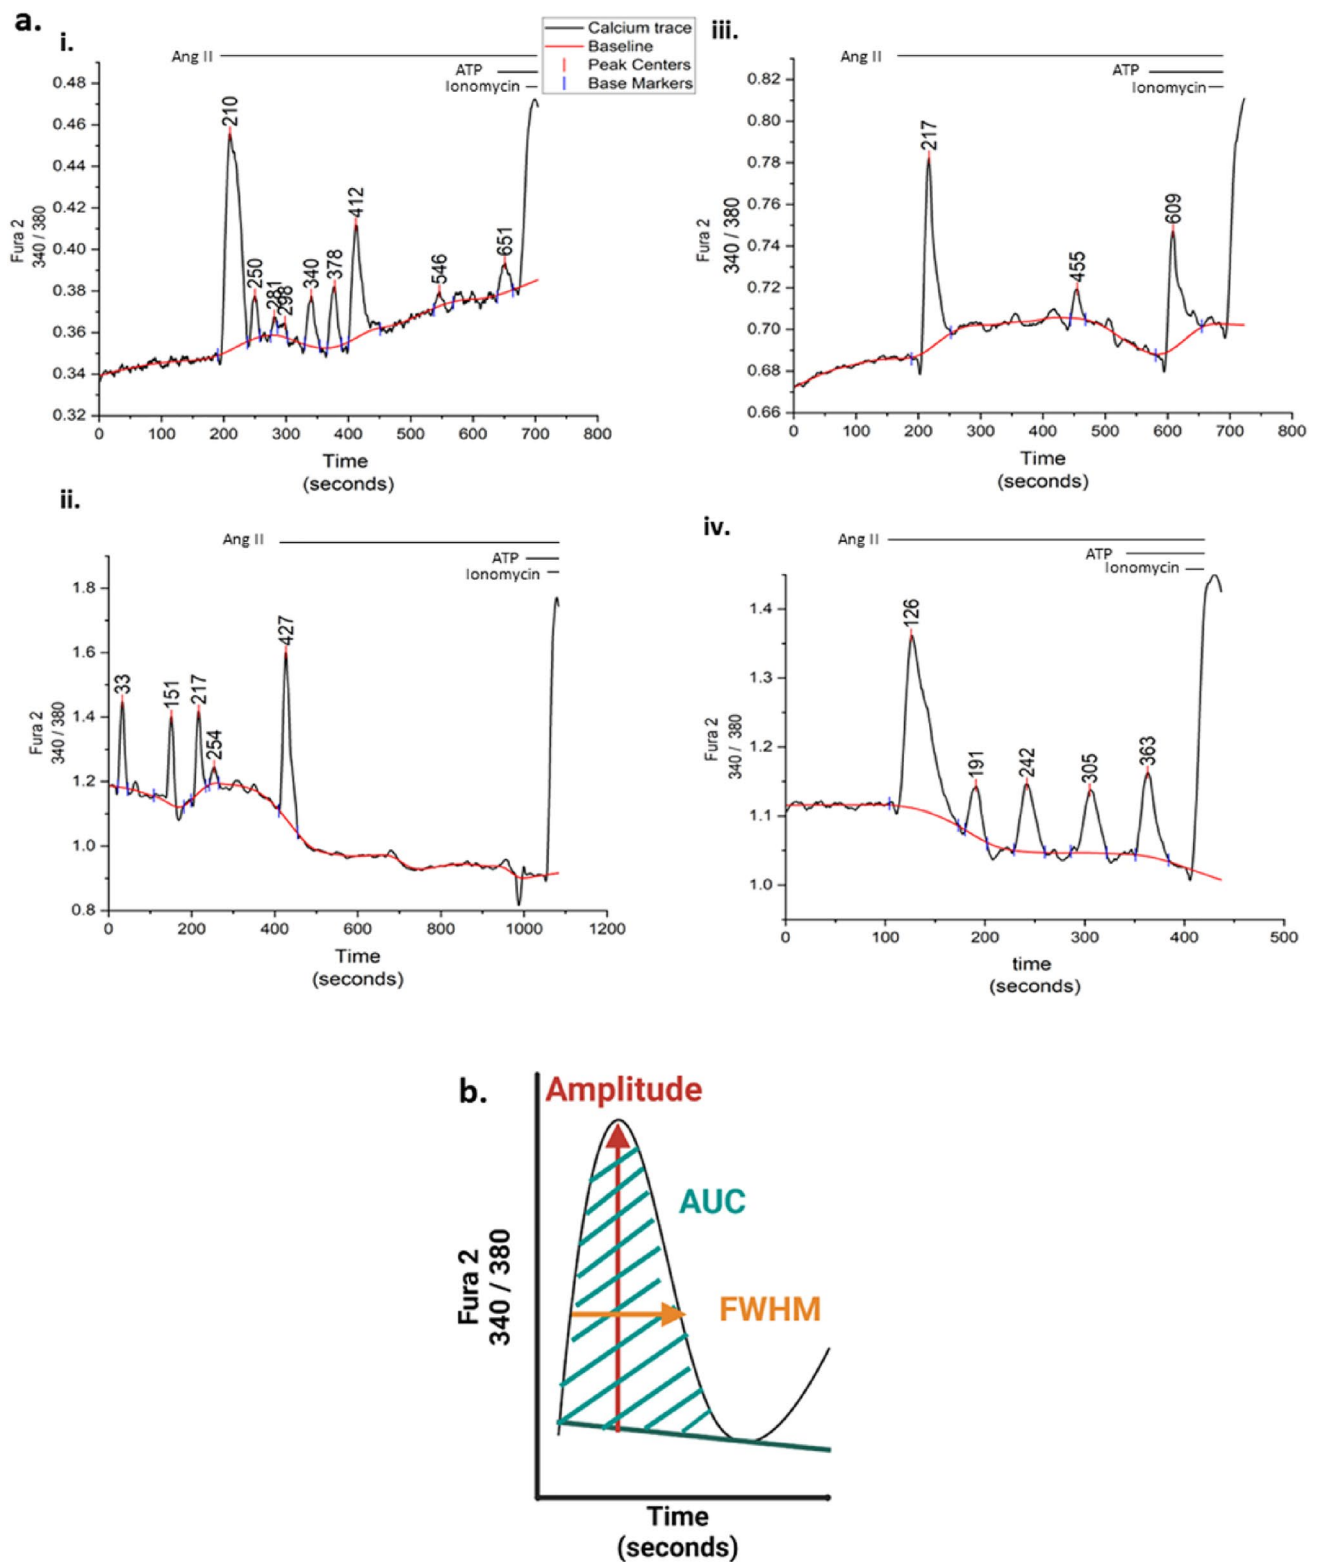 a.
i.
Ang II
ATP
Ionomycin
Calcium trace
Baseline
Peak Centers
Base Markers
0.48
0.46
0.44
0.42
0.40
0.38
0.36
0.34
0.32
Fura 2
340 / 380
210
250
281
298
340
378
412
546
651
0 100 200 300 400 500 600 700 800
Time
(seconds)
iii.
Ang II
ATP
Ionomycin
0.82
0.80
0.78
0.76
0.74
0.72
0.70
0.68
0.66
Fura 2
340 / 380
217
455
609
0 100 200 300 400 500 600 700 800
Time
(seconds)
ii.
Ang II
ATP
Ionomycin
1.8
1.6
1.4
1.2
1.0
0.8
Fura 2
340 / 380
33
151
217
254
427
0 200 400 600 800 1000 1200
Time
(seconds)
iv.
Ang II
ATP
Ionomycin
1.4
1.3
1.2
1.1
1.0
Fura 2
340 / 380
126
191
242
305
363
0 100 200 300 400 500
time
(seconds)
b.
Amplitude
AUC
FWHM
Fura 2
340 / 380
Time
(seconds)